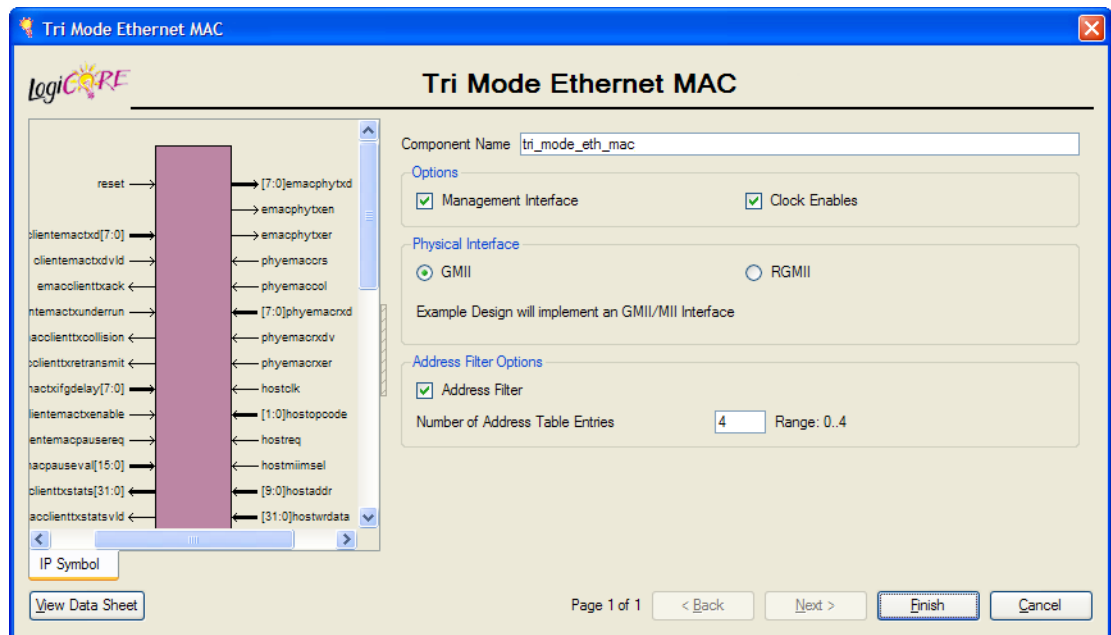 Tri Mode Ethernet MAC
LogiCORE
Tri Mode Ethernet MAC
reset
[7:0]emacphytxd
emacphytxen
clientemactxd[7:0]
emacphytxer
clientemactxdvld
phyemaccrs
emacclienttxack
phyemaccol
ntemactxunderrun
[7:0]phyemacrxd
acclienttxcollision
phyemacrxdv
cclienttxretransmit
phyemacrxer
mactxifgdelay[7:0]
hostclk
lientemactxenable
[1:0]hostopcode
entemacpausereq
hostreq
macpauseval[15:0]
hostmiimsel
clienttxstats[31:0]
[9:0]hostaddr
acclienttxstatsvld
[31:0]hostwrdata
IP Symbol
Component Name tri_mode_eth_mac
Options
Management Interface
Clock Enables
Physical Interface
GMII
RGMII
Example Design will implement an GMII/MII Interface
Address Filter Options
Address Filter
Number of Address Table Entries 4 Range: 0..4
View Data Sheet
Page 1 of 1
< Back
Next >
Finish
Cancel